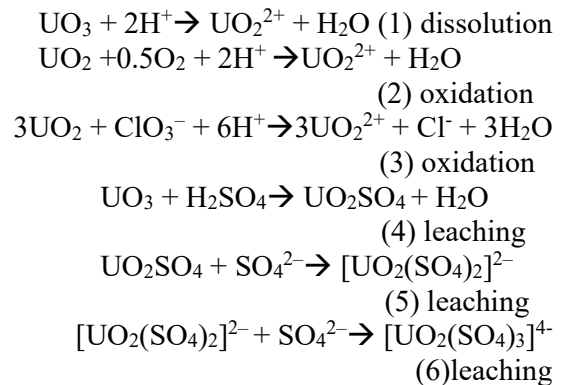 UO₃ + 2H⁺→ UO₂²⁺ + H₂O (1) dissolution
UO₂ +0.5O₂ + 2H⁺ →UO₂²⁺ + H₂O
(2) oxidation
3UO₂ + ClO₃⁻ + 6H⁺→3UO₂²⁺ + Cl⁻ + 3H₂O
(3) oxidation
UO₃ + H₂SO₄→ UO₂SO₄ + H₂O
(4) leaching
UO₂SO₄ + SO₄²⁻→ [UO₂(SO₄)₂]²⁻
(5) leaching
[UO₂(SO₄)₂]²⁻ + SO₄²⁻→ [UO₂(SO₄)₃]⁴⁻
(6)leaching